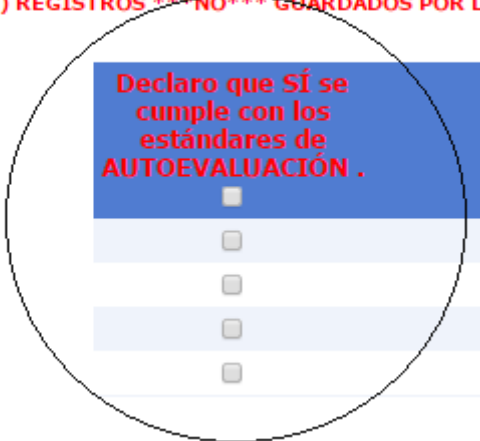 ) REGISTROS ***NO*** GUARDADOS POR
Declaro que SÍ se
cumple con los
estándares de
AUTOEVALUACIÓN .